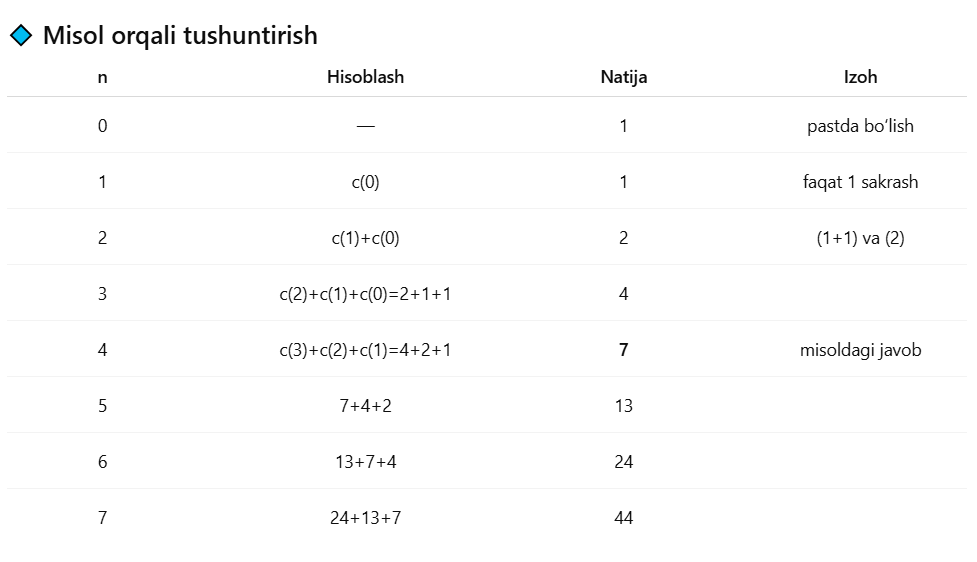 Misol orqali tushuntirish
n Hisoblash Natija Izoh
0 — 1 pastda bo‘lish
1 c(0) 1 faqat 1 sakrash
2 c(1)+c(0) 2 (1+1) va (2)
3 c(2)+c(1)+c(0)=2+1+1 4
4 c(3)+c(2)+c(1)=4+2+1 7 misoldagi javob
5 7+4+2 13
6 13+7+4 24
7 24+13+7 44